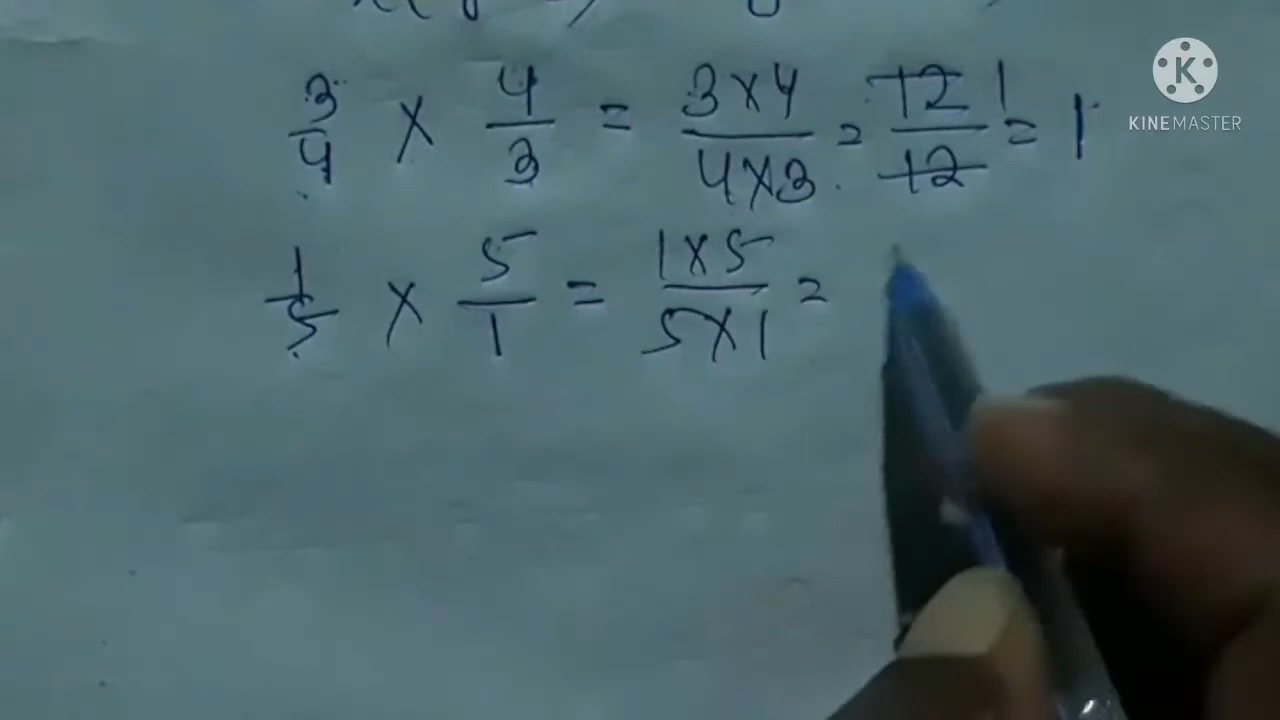 K
KINEMASTER
3/4 × 4/3 = 3×4/4×3 = 12/12 1 = 1
1/5 × 5/1 = 1×5/5×1 =